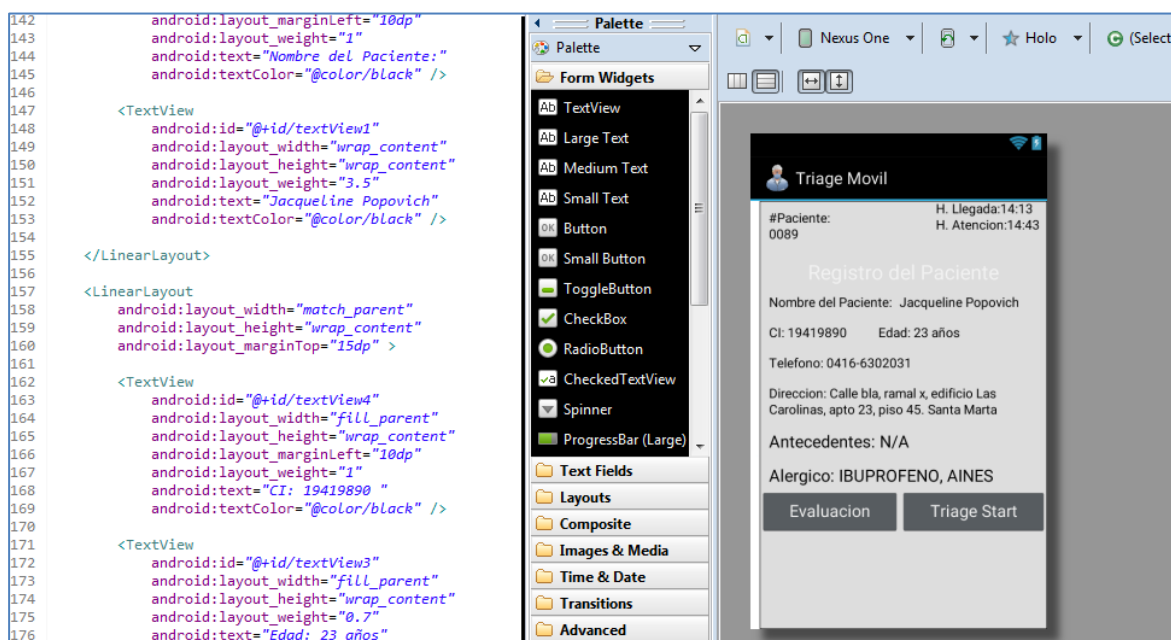 142 android:layout_marginLeft="10dp"
143 android:layout_weight="1"
144 android:text="Nombre del Paciente:"
145 android:textColor="@color/black" />
146
147 <TextView
148 android:id="@+id/textView1"
149 android:layout_width="wrap_content"
150 android:layout_height="wrap_content"
151 android:layout_weight="3.5"
152 android:text="Jacqueline Popovich"
153 android:textColor="@color/black" />
154
155 </LinearLayout>
156
157 <LinearLayout
158 android:layout_width="match_parent"
159 android:layout_height="wrap_content"
160 android:layout_marginTop="15dp" >
161
162 <TextView
163 android:id="@+id/textView4"
164 android:layout_width="fill_parent"
165 android:layout_height="wrap_content"
166 android:layout_marginLeft="10dp"
167 android:layout_weight="1"
168 android:text="CI: 19419890 "
169 android:textColor="@color/black" />
170
171 <TextView
172 android:id="@+id/textView3"
173 android:layout_width="fill_parent"
174 android:layout_height="wrap_content"
175 android:layout_weight="0.7"
176 android:text="Edad: 23 años"
Palette
Palette
Form Widgets
Ab TextView
Ab Large Text
Ab Medium Text
Ab Small Text
OK Button
OK Small Button
ToggleButton
CheckBox
RadioButton
a CheckedTextView
Spinner
ProgressBar (Large)
Text Fields
Layouts
Composite
Images & Media
Time & Date
Transitions
Advanced
Nexus One
Holo
(Select
Triage Movil
#Paciente:
0089
H. Llegada:14:13
H. Atencion:14:43
Registro del Paciente
Nombre del Paciente: Jacqueline Popovich
CI: 19419890 Edad: 23 años
Telefono: 0416-6302031
Direccion: Calle bla, ramal x, edificio Las
Carolinas, apto 23, piso 45. Santa Marta
Antecedentes: N/A
Alergico: IBUPROFENO, AINES
Evaluacion
Triage Start